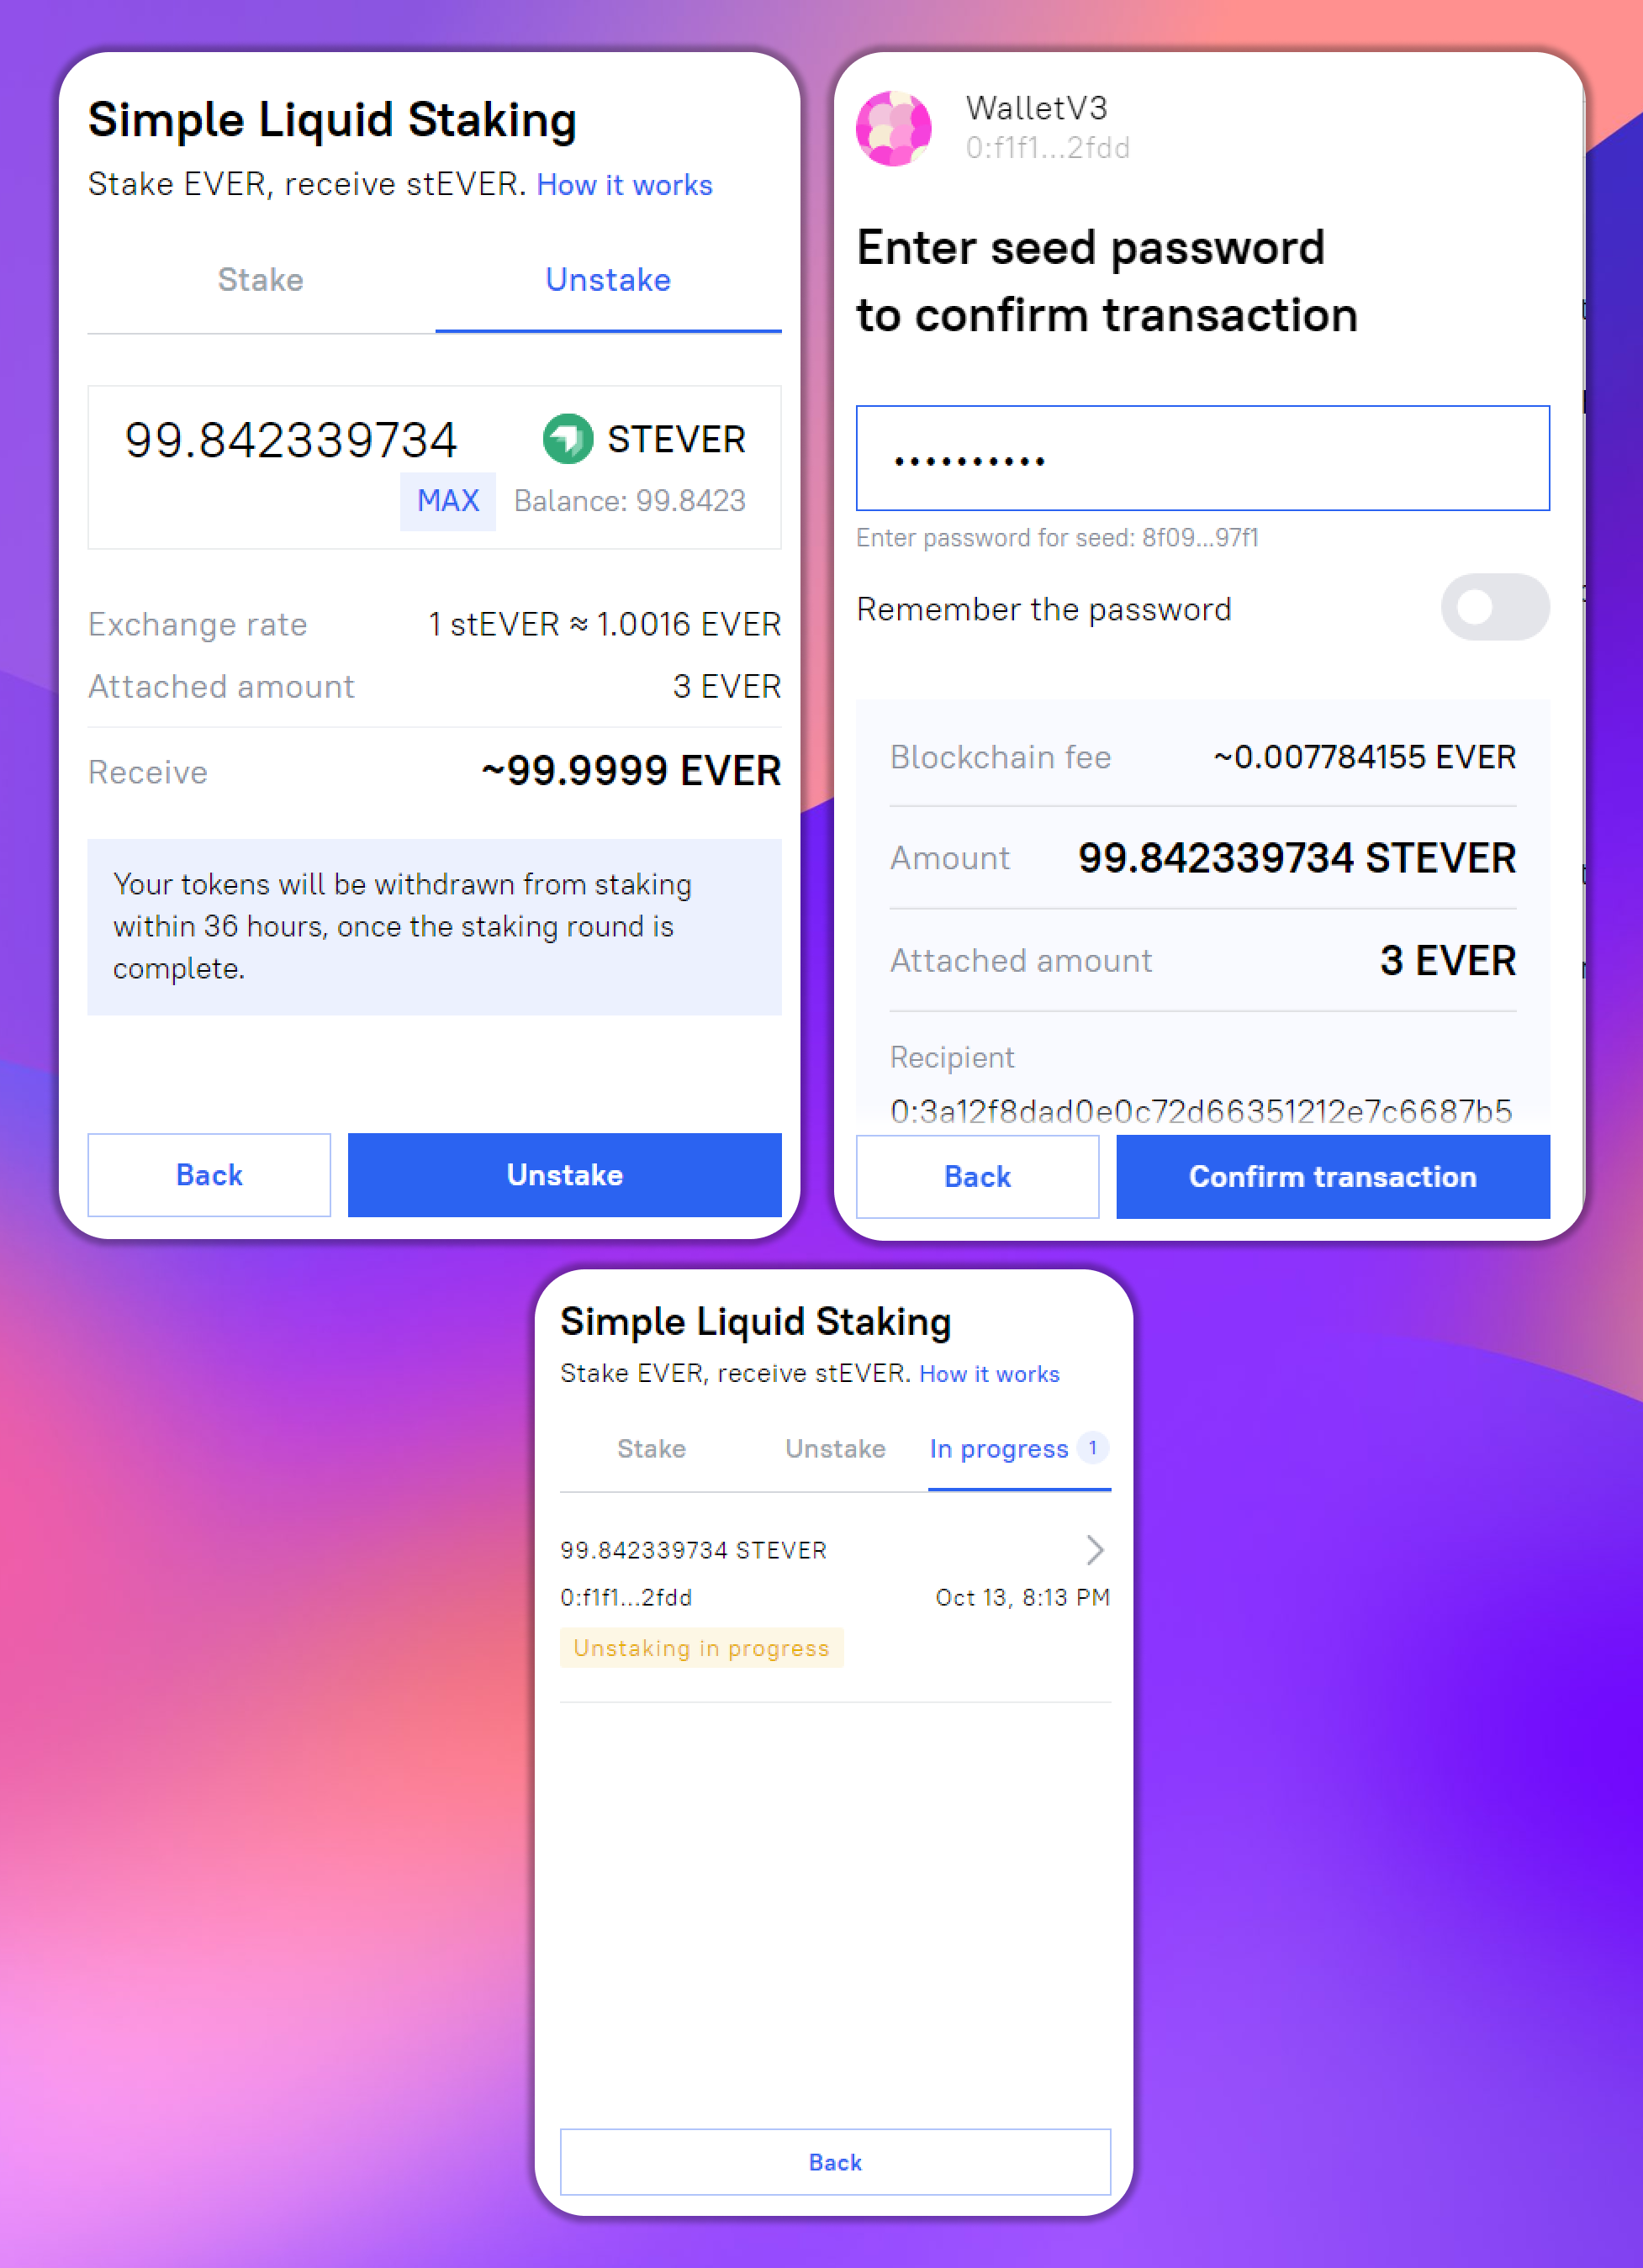 Simple Liquid Staking
Stake EVER, receive stEVER. How it works
Stake Unstake
99.842339734 STEVER
MAX Balance: 99.8423
Exchange rate 1 stEVER ≈ 1.0016 EVER
Attached amount 3 EVER
Receive ~99.9999 EVER
Your tokens will be withdrawn from staking
within 36 hours, once the staking round is
complete.
Back Unstake
WalletV3
0:f1f1...2fdd
Enter seed password
to confirm transaction
••••••••••
Enter password for seed: 8f09...97f1
Remember the password
Blockchain fee ~0.007784155 EVER
Amount 99.842339734 STEVER
Attached amount 3 EVER
Recipient
0:3a12f8dad0e0c72d66351212e7c6687b5
Back Confirm transaction
Simple Liquid Staking
Stake EVER, receive stEVER. How it works
Stake Unstake In progress 1
99.842339734 STEVER
0:f1f1...2fdd Oct 13, 8:13 PM
Unstaking in progress
Back